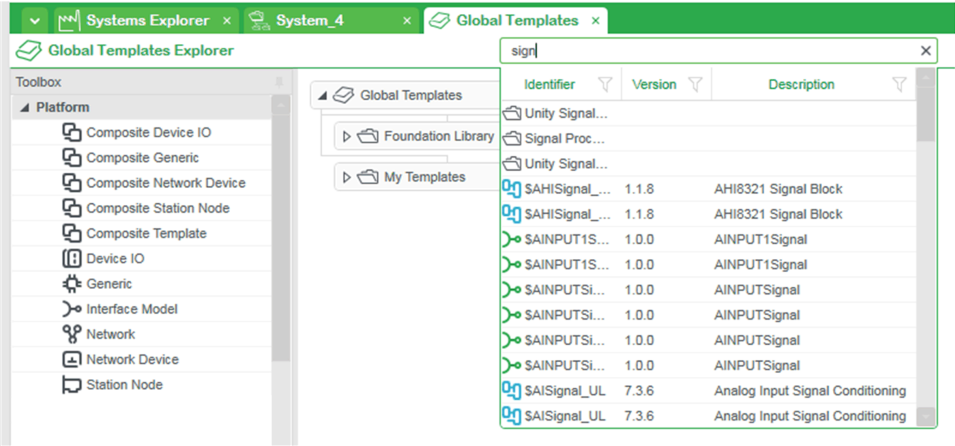 Systems Explorer × System_4 × Global Templates ×
Global Templates Explorer
sign
Toolbox
Platform
Composite Device IO
Composite Generic
Composite Network Device
Composite Station Node
Composite Template
Device IO
Generic
Interface Model
Network
Network Device
Station Node
Global Templates
Foundation Library
My Templates
Identifier Version Description
Unity Signal...
Signal Proc...
Unity Signal...
$AHISignal_... 1.1.8 AHI8321 Signal Block
$AHISignal_... 1.1.8 AHI8321 Signal Block
$AINPUT1S... 1.0.0 AINPUT1Signal
$AINPUT1S... 1.0.0 AINPUT1Signal
$AINPUTSi... 1.0.0 AINPUTSignal
$AINPUTSi... 1.0.0 AINPUTSignal
$AINPUTSi... 1.0.0 AINPUTSignal
$AINPUTSi... 1.0.0 AINPUTSignal
$AISignal_UL 7.3.6 Analog Input Signal Conditioning
$AISignal_UL 7.3.6 Analog Input Signal Conditioning